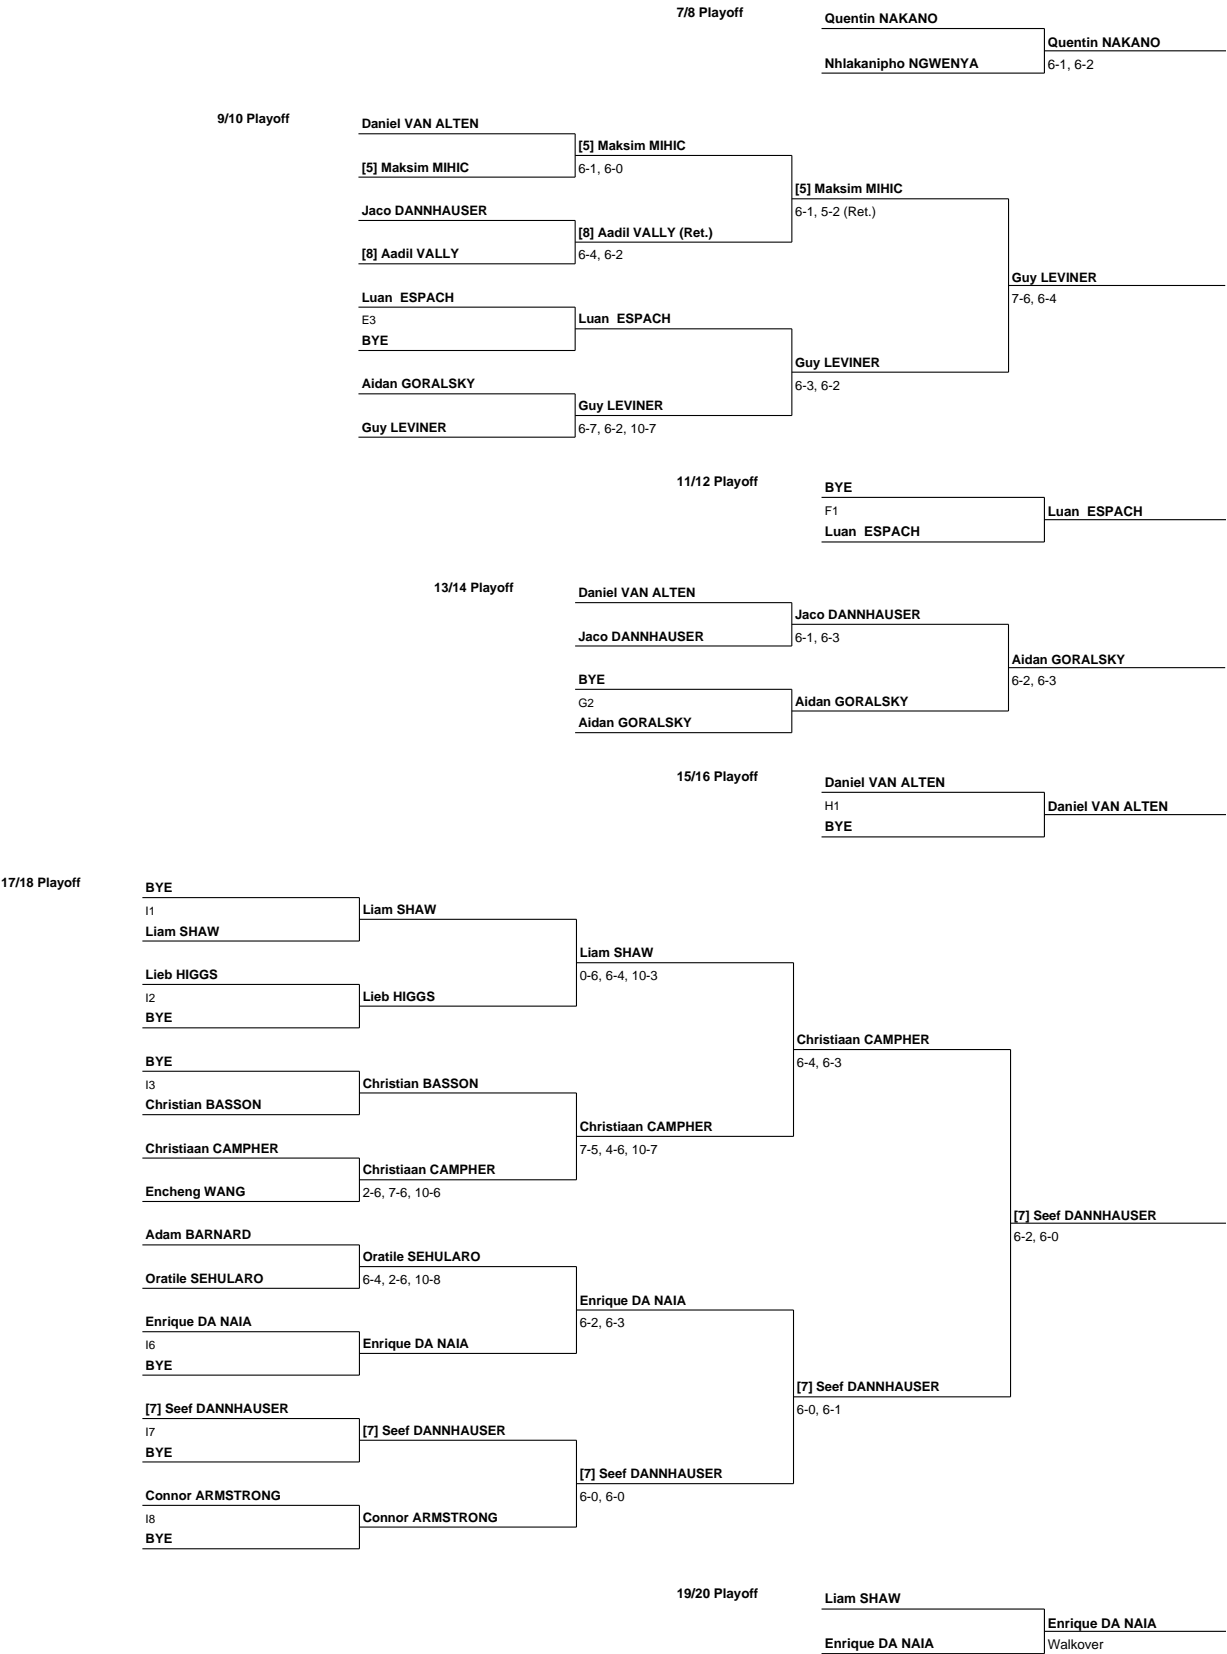 7/8 Playoff
Quentin NAKANO
Quentin NAKANO
Nhlakanipho NGWENYA
6-1, 6-2
9/10 Playoff
Daniel VAN ALTEN
[5] Maksim MIHIC
[5] Maksim MIHIC
6-1, 6-0
[5] Maksim MIHIC
Jaco DANNHAUSER
6-1, 5-2 (Ret.)
[8] Aadil VALLY (Ret.)
[8] Aadil VALLY
6-4, 6-2
Guy LEVINER
Luan  ESPACH
7-6, 6-4
E3
Luan  ESPACH
BYE
Guy LEVINER
Aidan GORALSKY
6-3, 6-2
Guy LEVINER
Guy LEVINER
6-7, 6-2, 10-7
11/12 Playoff
BYE
F1
Luan  ESPACH
Luan  ESPACH
13/14 Playoff
Daniel VAN ALTEN
Jaco DANNHAUSER
Jaco DANNHAUSER
6-1, 6-3
Aidan GORALSKY
BYE
6-2, 6-3
G2
Aidan GORALSKY
Aidan GORALSKY
15/16 Playoff
Daniel VAN ALTEN
H1
Daniel VAN ALTEN
BYE
17/18 Playoff
BYE
I1
Liam SHAW
Liam SHAW
Liam SHAW
Lieb HIGGS
0-6, 6-4, 10-3
I2
Lieb HIGGS
BYE
Christiaan CAMPHER
BYE
6-4, 6-3
I3
Christian BASSON
Christian BASSON
Christiaan CAMPHER
Christiaan CAMPHER
7-5, 4-6, 10-7
Christiaan CAMPHER
Encheng WANG
2-6, 7-6, 10-6
[7] Seef DANNHAUSER
Adam BARNARD
6-2, 6-0
Oratile SEHULARO
Oratile SEHULARO
6-4, 2-6, 10-8
Enrique DA NAIA
Enrique DA NAIA
6-2, 6-3
I6
Enrique DA NAIA
BYE
[7] Seef DANNHAUSER
[7] Seef DANNHAUSER
6-0, 6-1
I7
[7] Seef DANNHAUSER
BYE
[7] Seef DANNHAUSER
Connor ARMSTRONG
6-0, 6-0
I8
Connor ARMSTRONG
BYE
19/20 Playoff
Liam SHAW
Enrique DA NAIA
Enrique DA NAIA
Walkover